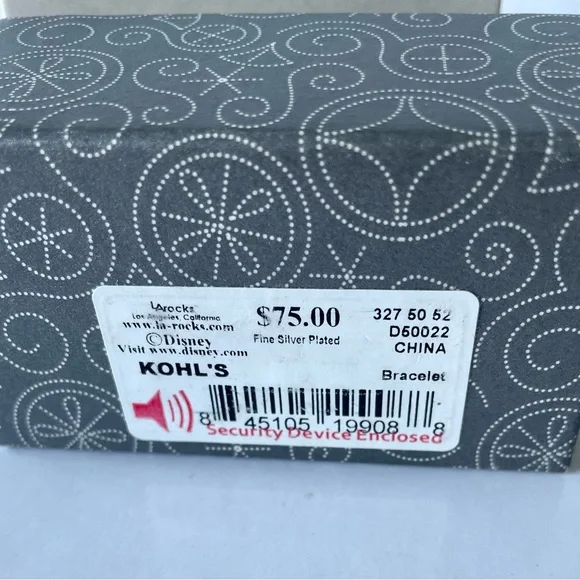 LArocks
Los Angeles, California
www.la-rocks.com
©Disney
Visit www.disney.com
KOHL'S
$75.00
Fine Silver Plated
327 50 52
D50022
CHINA
Bracelet
8 45105 19908 8
Security Device Enclosed